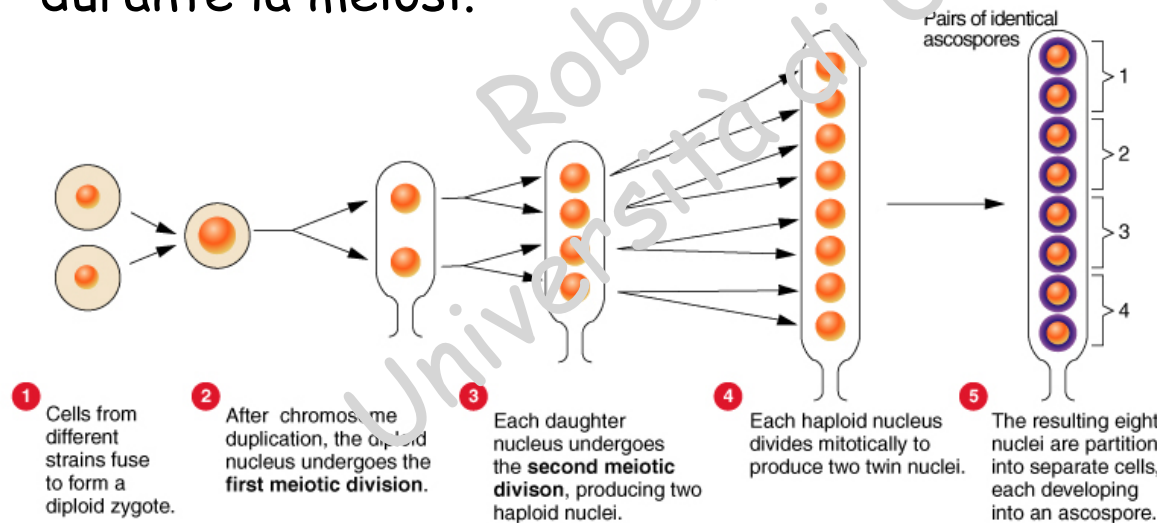 durante la meiosi.
Pairs of identical
ascospores
1
2
3
4
1
Cells from
different
strains fuse
to form a
diploid zygote.
2
After chromosome
duplication, the diploid
nucleus undergoes the
first meiotic division.
3
Each daughter
nucleus undergoes
the second meiotic
divison, producing two
haploid nuclei.
4
Each haploid nucleus
divides mitotically to
produce two twin nuclei.
5
The resulting eight
nuclei are partition
into separate cells,
each developing
into an ascospore.
Università di